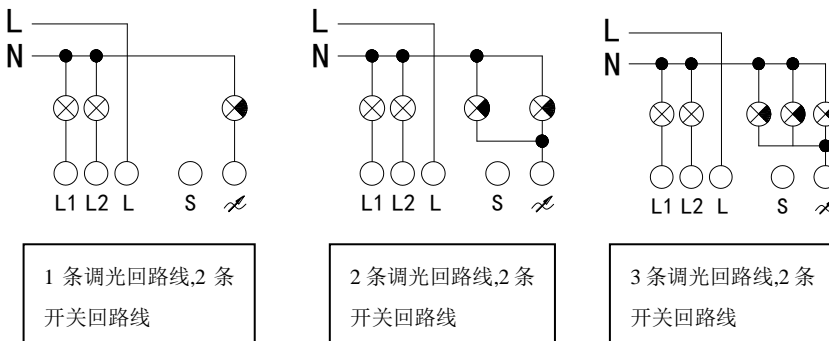 L
N
L1 L2 L S
1 条调光回路线,2 条
开关回路线
L
N
L1 L2 L S
2 条调光回路线,2 条
开关回路线
L
N
L1 L2 L S
3 条调光回路线,2 条
开关回路线